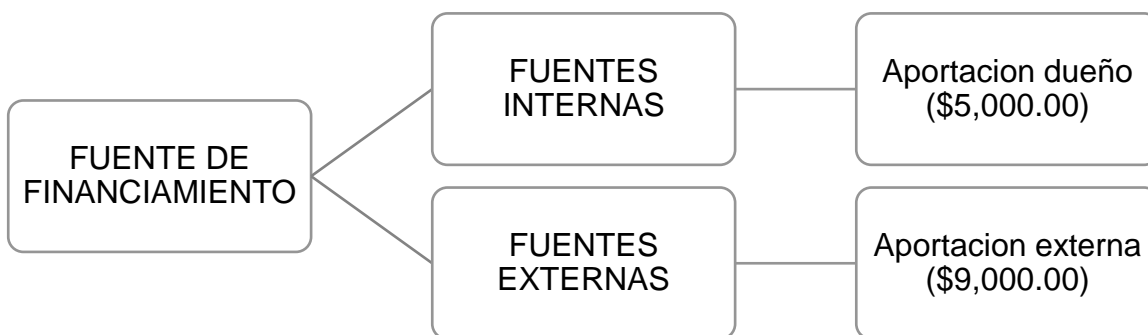 FUENTE DE
FINANCIAMIENTO
FUENTES
INTERNAS
Aportacion dueño
($5,000.00)
FUENTES
EXTERNAS
Aportacion externa
($9,000.00)